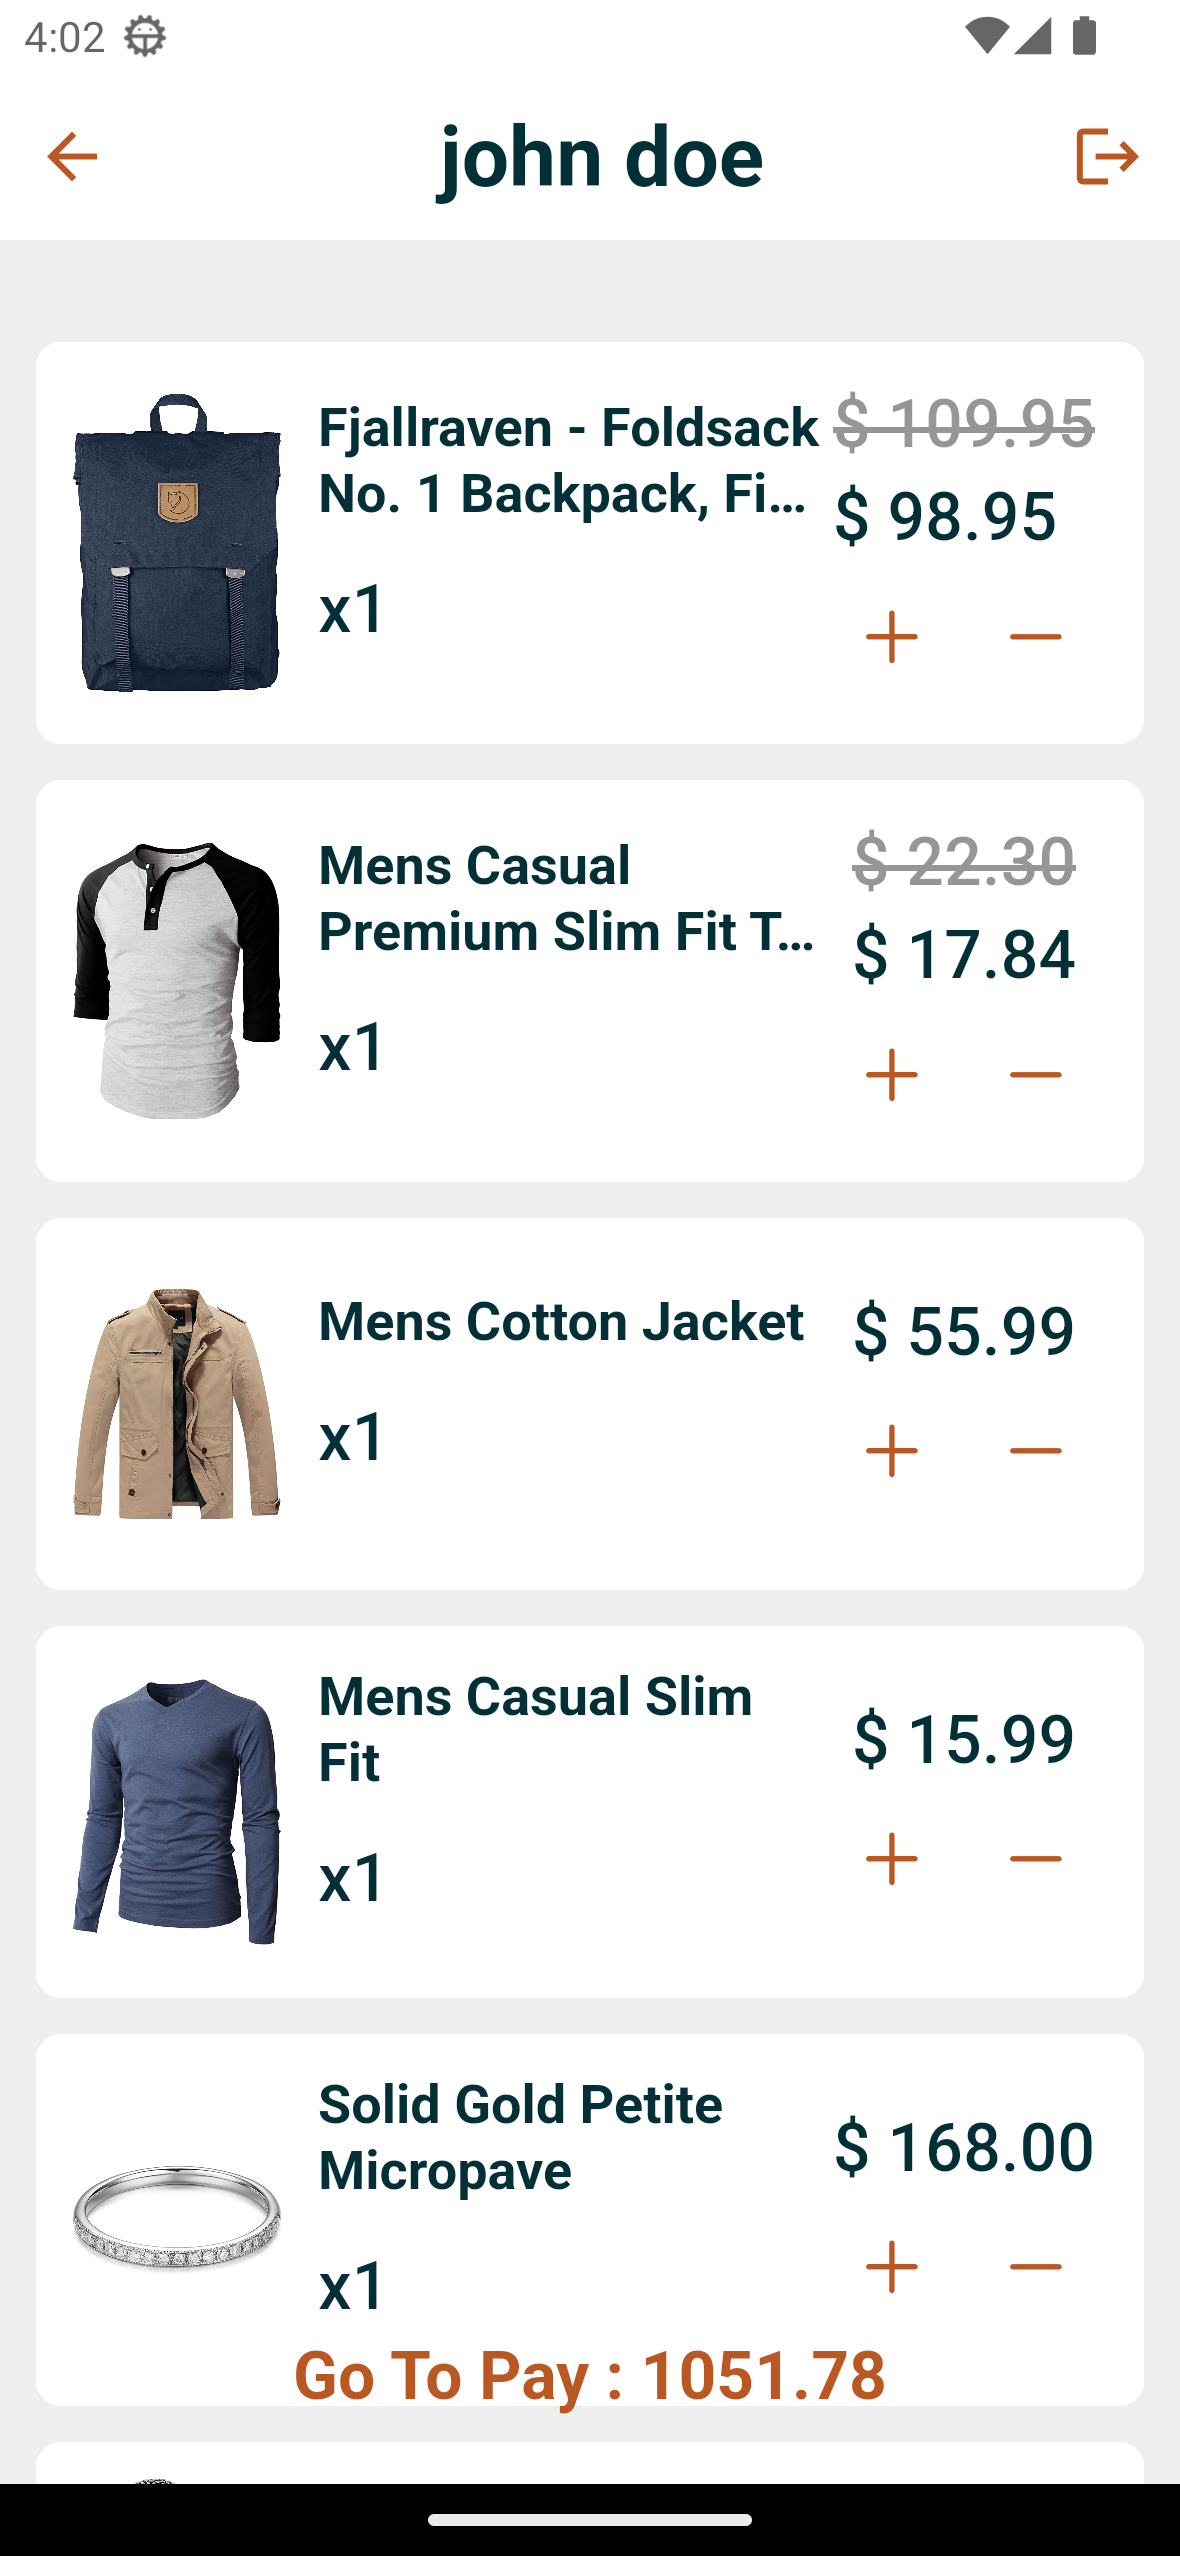 4:02
john doe
Fjallraven - Foldsack
No. 1 Backpack, Fi...
$ 109.95
$ 98.95
x1
Mens Casual
Premium Slim Fit T...
$ 22.30
$ 17.84
x1
Mens Cotton Jacket
$ 55.99
x1
Mens Casual Slim
Fit
$ 15.99
x1
Solid Gold Petite
Micropave
$ 168.00
x1
Go To Pay : 1051.78